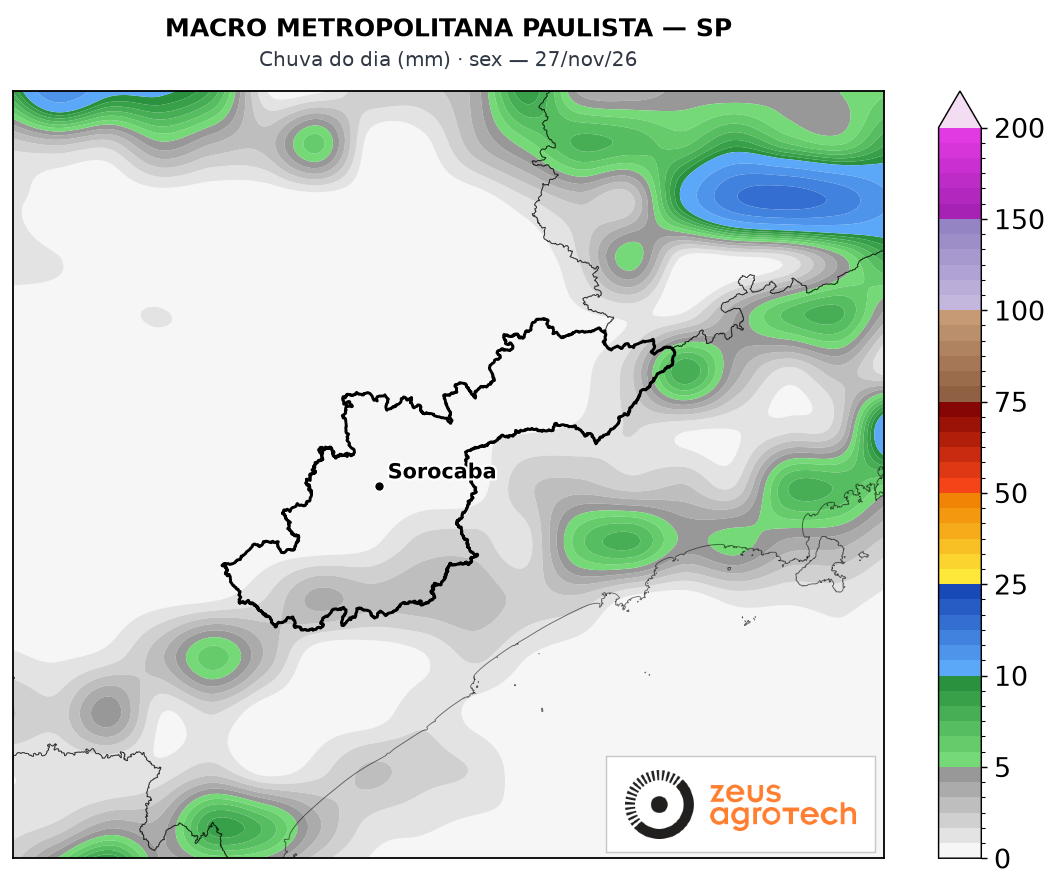 MACRO METROPOLITANA PAULISTA — SP
Chuva do dia (mm) · sex — 27/nov/26
200
150
100
75
50
25
10
5
0
Sorocaba
zeus
agrotech